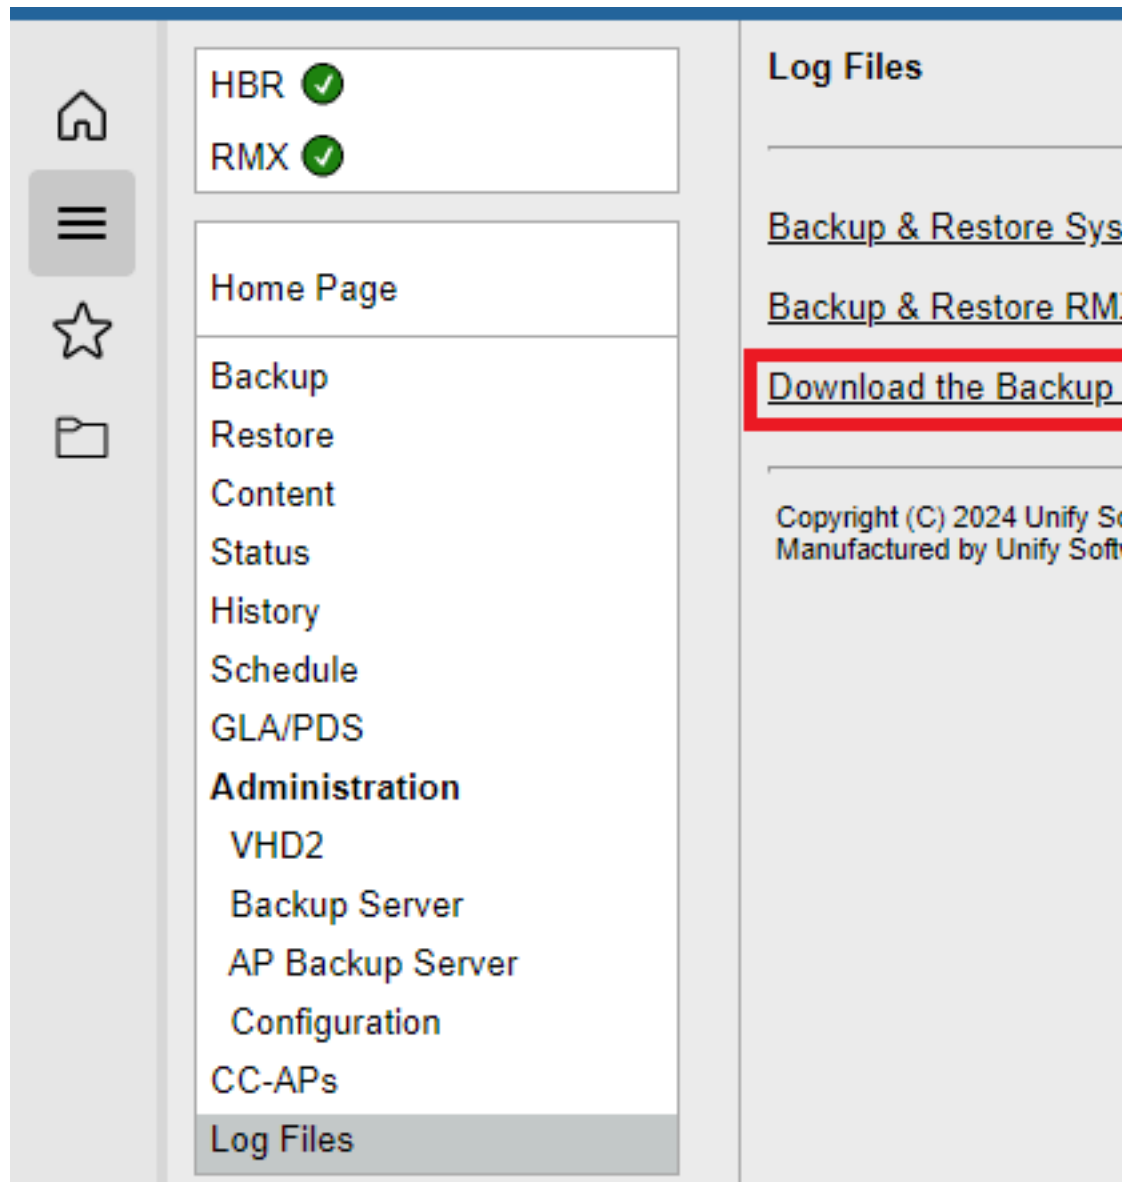 HBR
RMX
Home Page
Backup
Restore
Content
Status
History
Schedule
GLA/PDS
Administration
VHD2
Backup Server
AP Backup Server
Configuration
CC-APs
Log Files
Log Files
Backup & Restore Sys
Backup & Restore RM
Download the Backup
Copyright (C) 2024 Unify
Manufactured by Unify